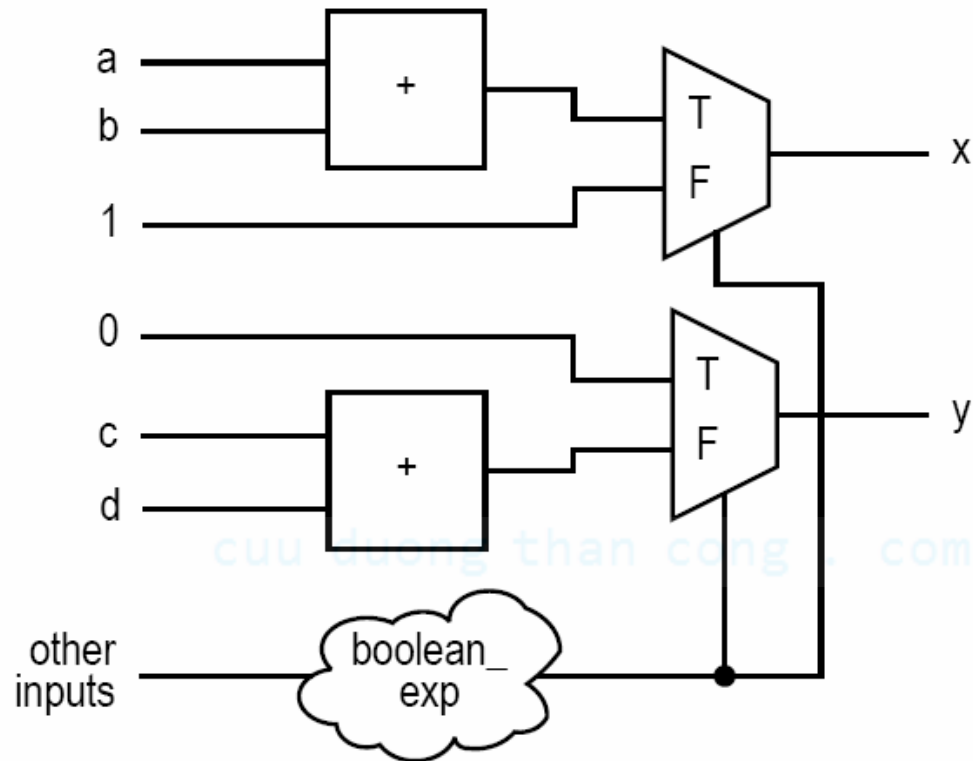 a
b
+
1
T
F
x
0
c
d
+
T
F
y
cuu duong than cong . com
other
inputs
boolean_
exp